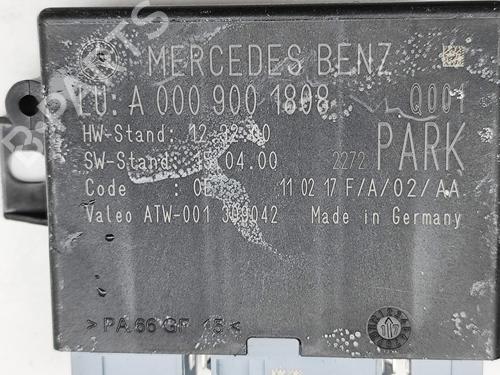 MERCEDES BENZ
ZU: A 000 900 1808 Q001
HW-Stand: 12.32.00
SW-Stand: 15.04.00 2272 PARK
Code : 11 02 17 F/A/02/AA
Valeo ATW-001 Made in Germany
> PA 66 GF 15 <